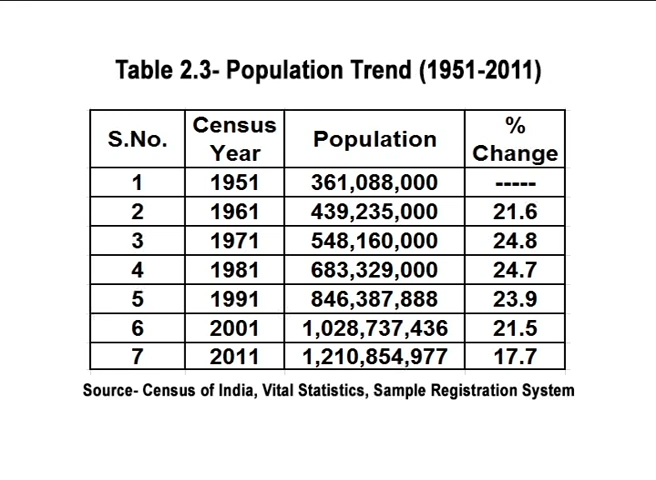 Table 2.3- Population Trend (1951-2011)
S.No. Census Year Population % Change
1 1951 361,088,000 -----
2 1961 439,235,000 21.6
3 1971 548,160,000 24.8
4 1981 683,329,000 24.7
5 1991 846,387,888 23.9
6 2001 1,028,737,436 21.5
7 2011 1,210,854,977 17.7
Source- Census of India, Vital Statistics, Sample Registration System